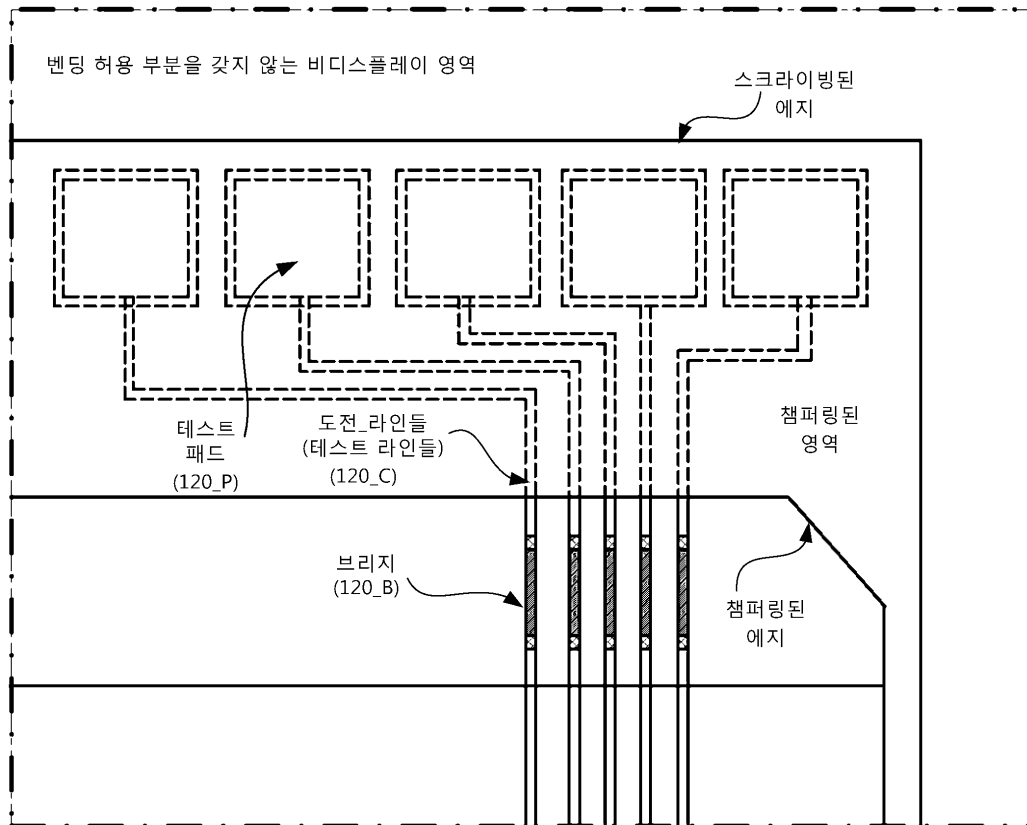 벤딩 허용 부분을 갖지 않는 비디스플레이 영역
스크라이빙된
에지
테스트
패드
(120_P)
도전_라인들
(테스트 라인들)
(120_C)
챔퍼링된
영역
브리지
(120_B)
챔퍼링된
에지